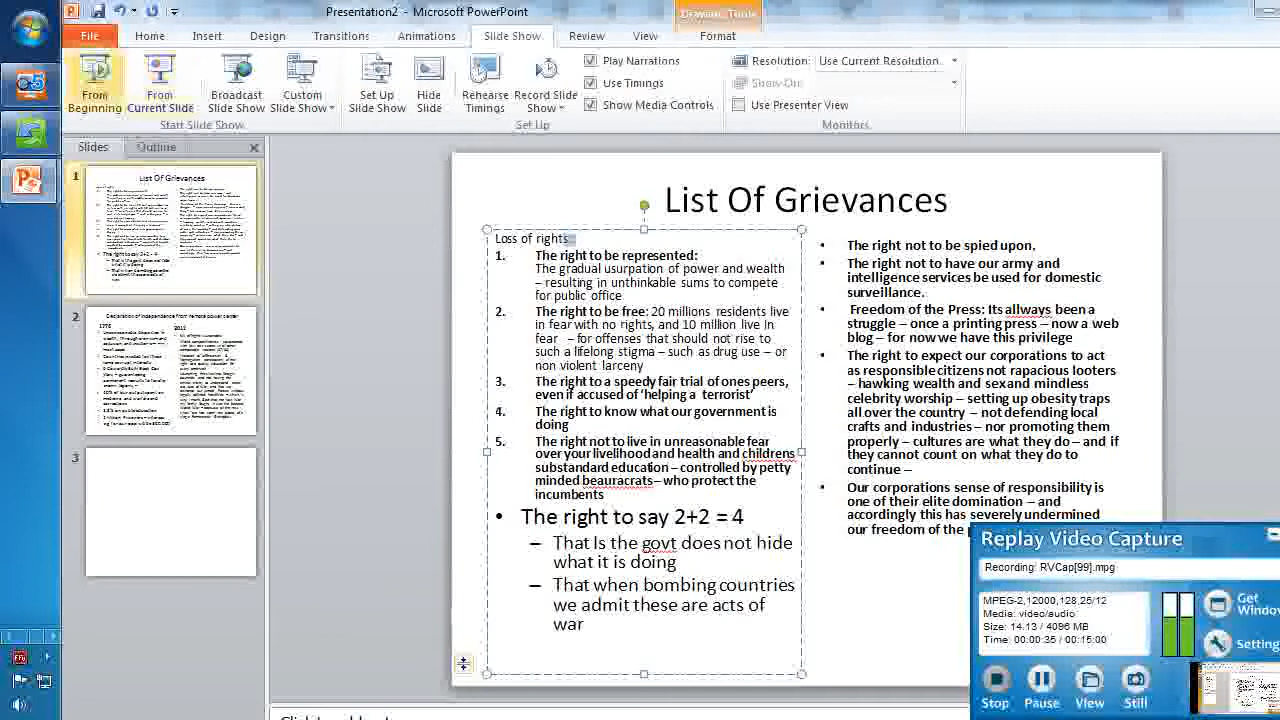 Presentation2 - Microsoft PowerPoint
Drawing Tools
File Home Insert Design Transitions Animations Slide Show Review View Format
From Beginning
From Current Slide
Broadcast Slide Show
Custom Slide Show
Start Slide Show
Set Up Slide Show
Hide Slide
Rehearse Timings
Record Slide Show
Play Narrations
Use Timings
Show Media Controls
Set Up
Resolution: Use Current Resolution
Show On:
Use Presenter View
Monitors
Slides Outline
1
List Of Grievances
2
Declaration of Independence from remote power center
1776
2012
3
List Of Grievances
Loss of rights
1. The right to be represented:
The gradual usurpation of power and wealth
– resulting in unthinkable sums to compete
for public office
2. The right to be free: 20 millions residents live
in fear with no rights, and 10 million live in
fear – for offenses tha should not rise to
such a lifelong stigma – such as drug use – or
non violent larceny
3. The right to a speedy fair trial of ones peers,
even if accused of helping a 'terrorist'
4. The right to know what our government is
doing
5. The right not to live in unreasonable fear
over your livelihood and health and childrens
substandard education – controlled by petty
minded beauracrats – who protect the
incumbents
• The right to say 2+2 = 4
– That Is the govt does not hide
what it is doing
– That when bombing countries
we admit these are acts of
war
• The right not to be spied upon.
• The right not to have our army and
intelligence services be used for domestic
surveillance.
• Freedom of the Press: Its always been a
struggle – once a printing press – now a web
blog – for now we have this privilege
• The right to expect our corporations to act
as responsible citizens not rapacious looters
– hawking wealth and sex and mindless
celebrity worship – setting up obesity traps
all over the country – not defending local
crafts and industries – nor promoting them
properly – cultures are what they do – and if
they cannot count on what they do to
continue –
• Our corporations sense of responsibility is
one of their elite domination – and
accordingly this has severely undermined
our freedom of the
Replay Video Capture
Recording: RVCap[99].mpg
MPEG-2,12000,128,25/12
Media: video/audio
Size: 14.13 / 4096 MB
Time: 00:00:35 / 00:15:00
Get
Window
Setting
Stop Pause View Still